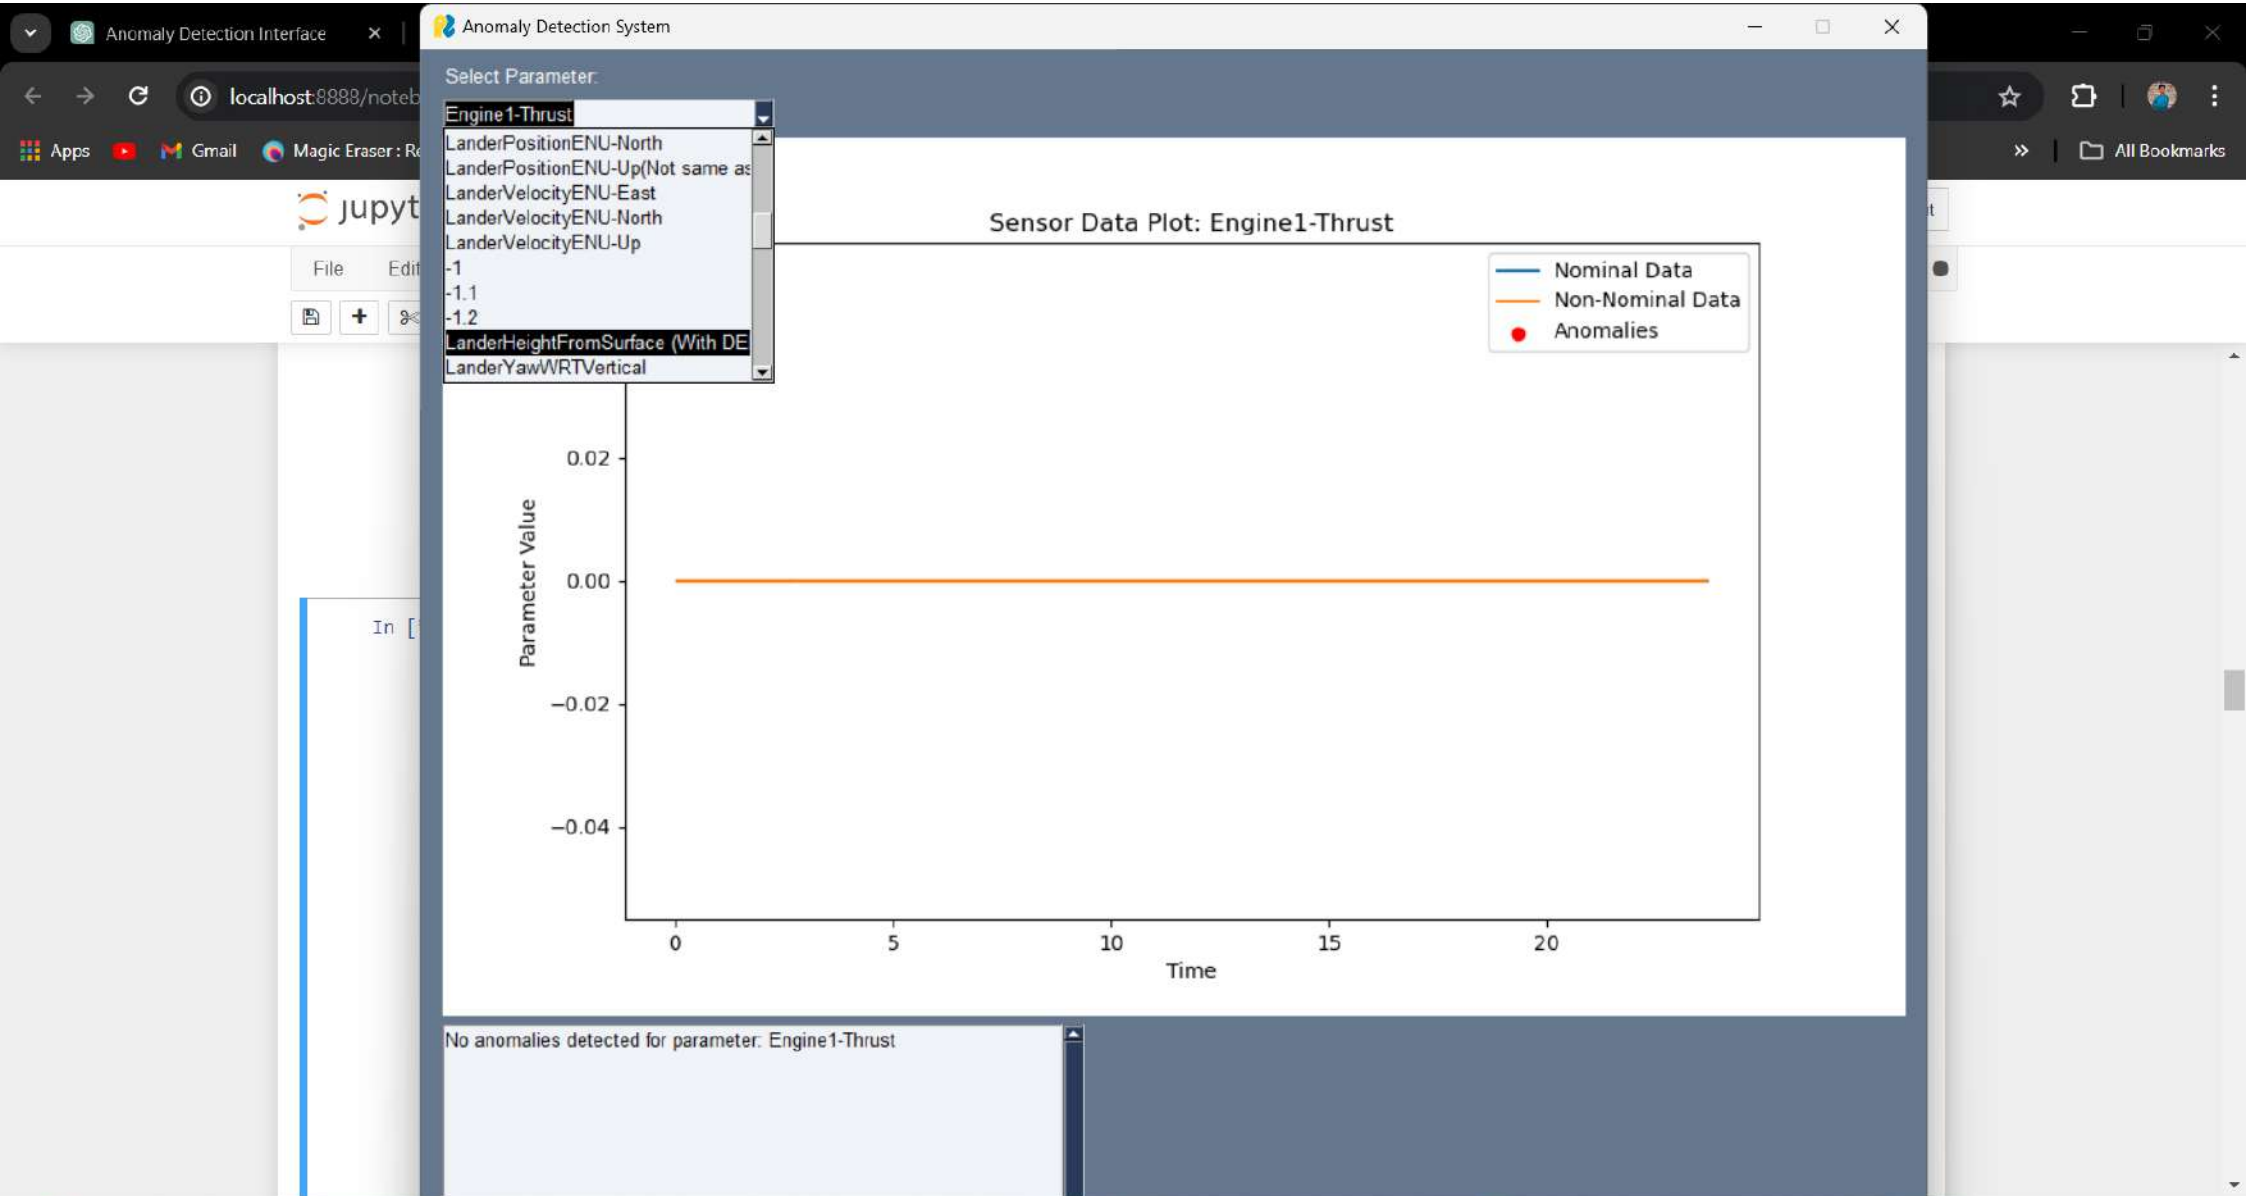 Anomaly Detection Interface
Anomaly Detection System
localhost:8888/noteb
Apps
Gmail
Magic Eraser : Re
»
All Bookmarks
Select Parameter:
Engine1-Thrust
LanderPositionENU-North
LanderPositionENU-Up(Not same as
LanderVelocityENU-East
LanderVelocityENU-North
LanderVelocityENU-Up
-1
-1.1
-1.2
LanderHeightFromSurface (With DE
LanderYawWRTVertical
jupyt
t
File
Edit
In [
Sensor Data Plot: Engine1-Thrust
Nominal Data
Non-Nominal Data
Anomalies
Parameter Value
0.02
0.00
−0.02
−0.04
0
5
10
15
20
Time
No anomalies detected for parameter: Engine1-Thrust